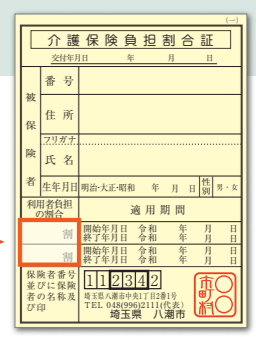 (一)
介護保険負担割合証
交付年月日 年 月 日
被保険者
番号
住所
フリガナ
氏名
生年月日 明治・大正・昭和 年 月 日 性別 男・女
利用者負担の割合 適用期間
割 開始年月日 令和 年 月 日
終了年月日 令和 年 月 日
割 開始年月日 令和 年 月 日
終了年月日 令和 年 月 日
保険者番号
並びに保険
者の名称及
び印
112342
埼玉県八潮市中央1丁目2番1号
TEL 048(996)2111(代表)
埼玉県 八潮市
市町村○○印